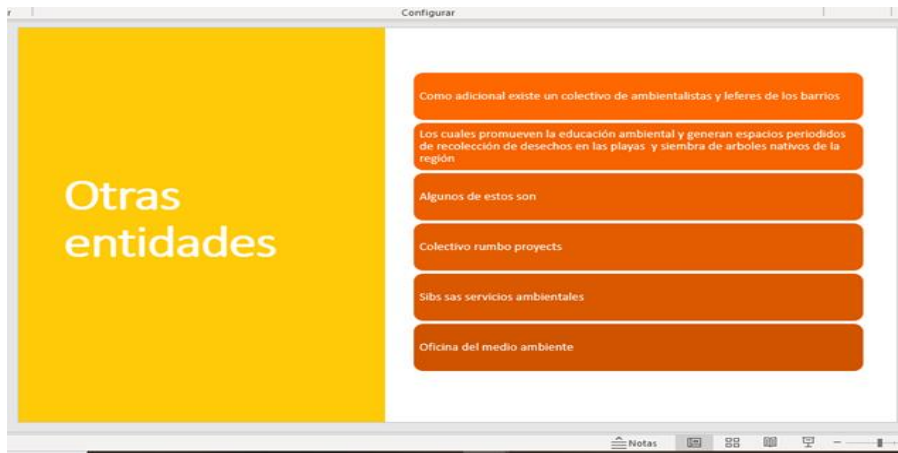 Configurar
Otras
entidades
Como adicional existe un colectivo de ambientalistas y leferes de los barrios
Los cuales promueven la educación ambiental y generan espacios periodidos
de recolección de desechos en las playas y siembra de arboles nativos de la
región
Algunos de estos son
Colectivo rumbo proyects
Sibs sas servicios ambientales
Oficina del medio ambiente
Notas